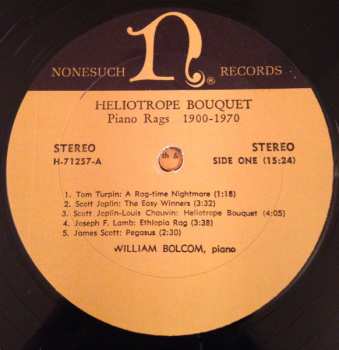 NONESUCH n® RECORDS
HELIOTROPE BOUQUET
Piano Rags 1900-1970
STEREO STEREO
H-71257-A SIDE ONE (15:24)
th &
1. Tom Turpin: A Rag-time Nightmare (1:18)
2. Scott Joplin: The Easy Winners (3:32)
3. Scott Joplin-Louis Chauvin: Heliotrope Bouquet (4:05)
4. Joseph F. Lamb: Ethiopia Rag (3:38)
5. James Scott: Pegasus (2:30)
WILLIAM BOLCOM, piano